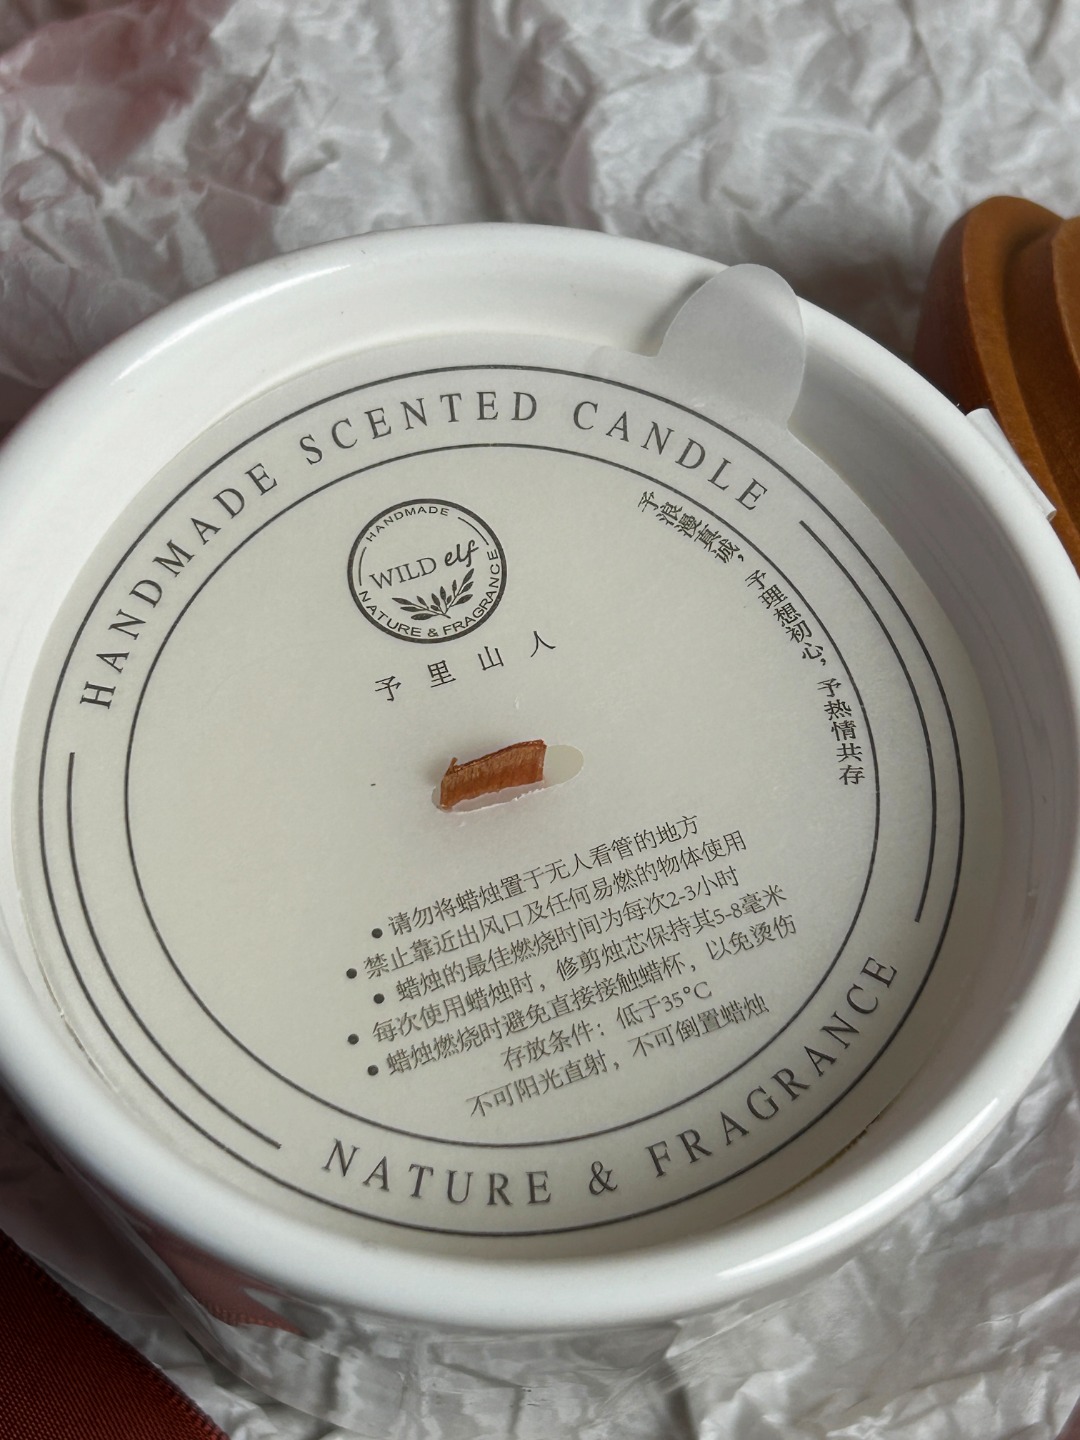 HANDMADE SCENTED CANDLE
HANDMADE
WILD elf
NATURE & FRAGRANCE
予里山人
予浪漫真诚，予理想初心，予热情共存
● 请勿将蜡烛置于无人看管的地方
● 禁止靠近出风口及任何易燃的物体使用
● 蜡烛的最佳燃烧时间为每次2-3小时
● 每次使用蜡烛时，修剪烛芯保持其5-8毫米
● 蜡烛燃烧时避免直接接触蜡杯，以免烫伤
存放条件：低于35°C
不可阳光直射，不可倒置蜡烛
NATURE & FRAGRANCE